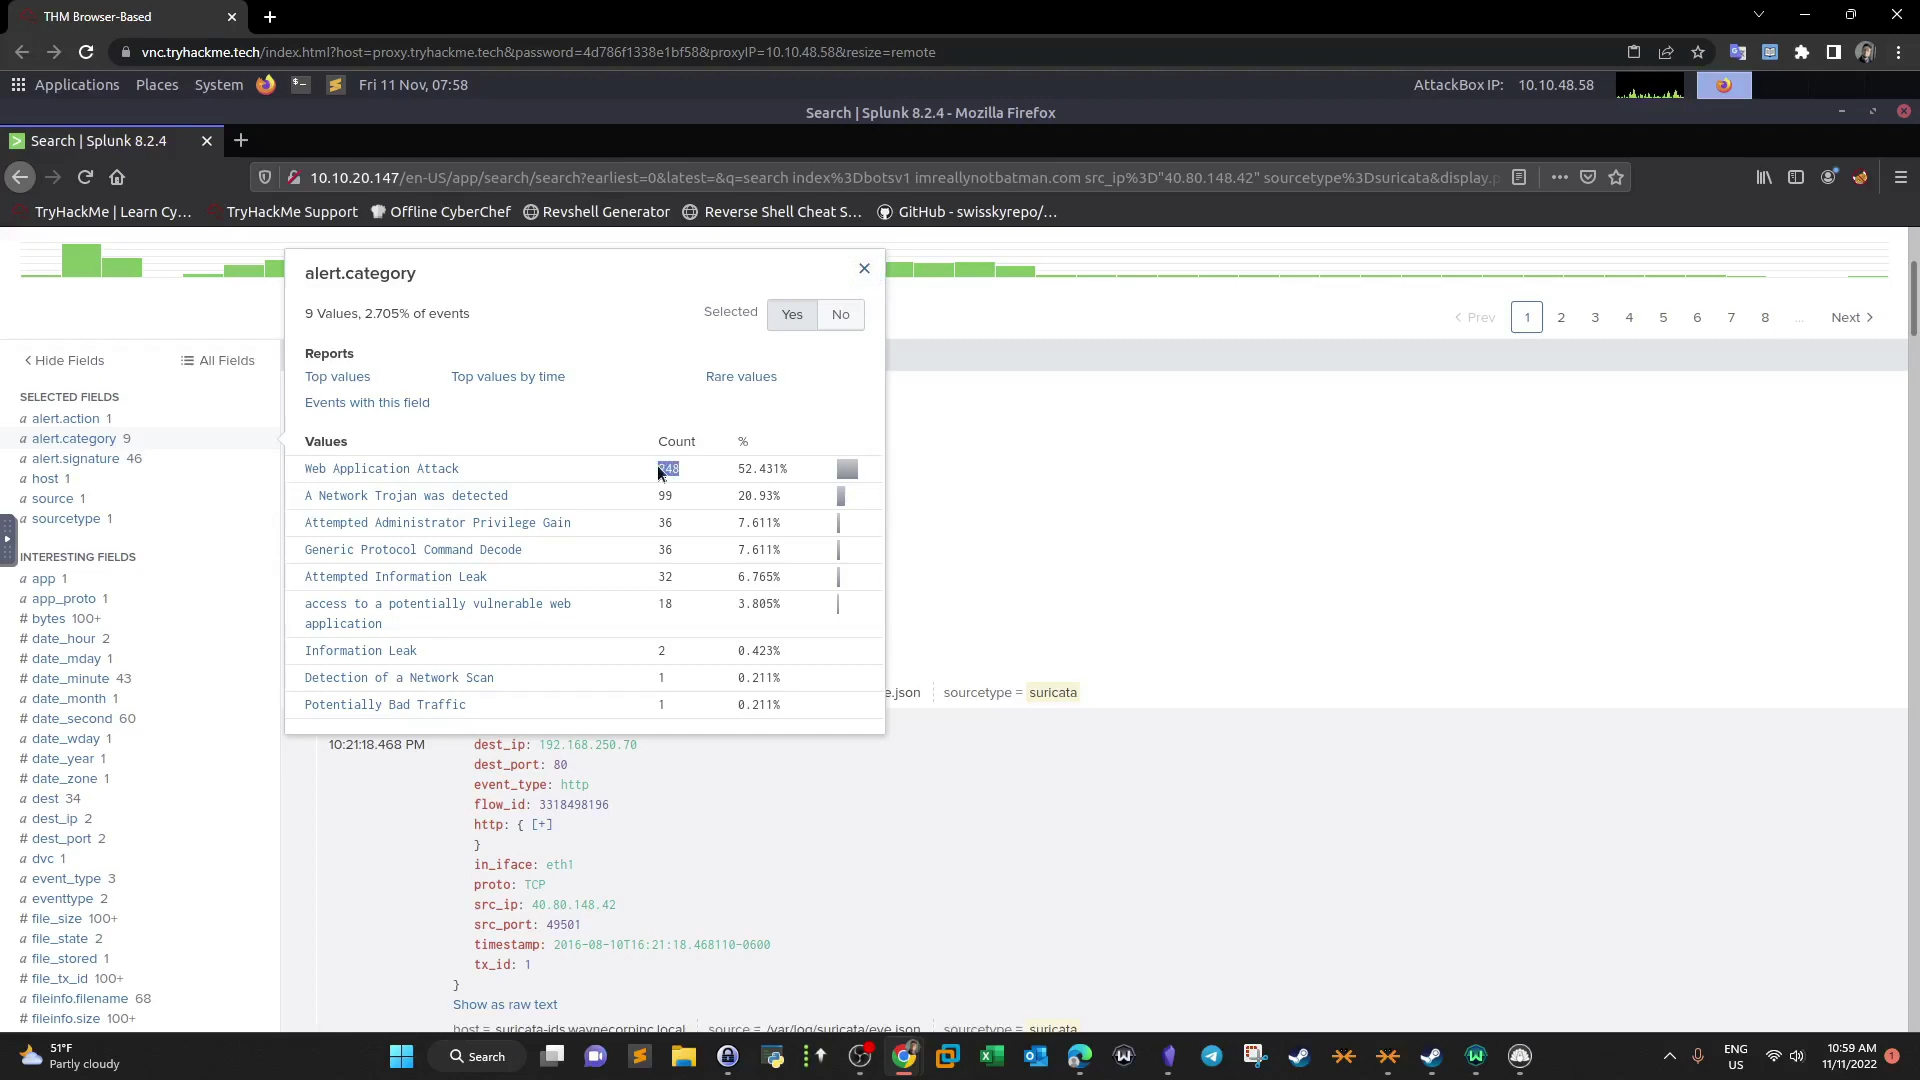 THM Browser-Based
vnc.tryhackme.tech/index.html?host=proxy.tryhackme.tech&password=4d786f1338e1bf58&proxyIP=10.10.48.58&resize=remote
Applications Places System Fri 11 Nov, 07:58 AttackBox IP: 10.10.48.58
Search | Splunk 8.2.4 - Mozilla Firefox
Search | Splunk 8.2.4
10.10.20.147/en-US/app/search/search?earliest=0&latest=&q=search index%3Dbotsv1 imreallynotbatman.com src_ip%3D"40.80.148.42" sourcetype%3Dsuricata&display.p
TryHackMe | Learn Cy… TryHackMe Support Offline CyberChef Revshell Generator Reverse Shell Cheat S… GitHub - swisskyrepo/…
alert.category
9 Values, 2.705% of events
Selected Yes No
Reports
Top values Top values by time Rare values
Events with this field
Values Count %
Web Application Attack 248 52.431%
A Network Trojan was detected 99 20.93%
Attempted Administrator Privilege Gain 36 7.611%
Generic Protocol Command Decode 36 7.611%
Attempted Information Leak 32 6.765%
access to a potentially vulnerable web 18 3.805%
application
Information Leak 2 0.423%
Detection of a Network Scan 1 0.211%
Potentially Bad Traffic 1 0.211%
< Prev 1 2 3 4 5 6 7 8 ... Next >
< Hide Fields All Fields
SELECTED FIELDS
a alert.action 1
a alert.category 9
a alert.signature 46
a host 1
a source 1
a sourcetype 1
INTERESTING FIELDS
a app 1
a app_proto 1
# bytes 100+
# date_hour 2
# date_mday 1
# date_minute 43
a date_month 1
# date_second 60
a date_wday 1
# date_year 1
# date_zone 1
a dest 34
a dest_ip 2
# dest_port 2
a dvc 1
a event_type 3
a eventtype 2
# file_size 100+
a file_state 2
a file_stored 1
# file_tx_id 100+
a fileinfo.filename 68
# fileinfo.size 100+
e.json sourcetype = suricata
10:21:18.468 PM
dest_ip: 192.168.250.70
dest_port: 80
event_type: http
flow_id: 3318498196
http: { [+]
}
in_iface: eth1
proto: TCP
src_ip: 40.80.148.42
src_port: 49501
timestamp: 2016-08-10T16:21:18.468110-0600
tx_id: 1
}
Show as raw text
host = suricata-ids.waynecorpinc.local source = /var/log/suricata/eve.json sourcetype = suricata
51°F
Partly cloudy
Search
ENG
US
10:59 AM
11/11/2022
1